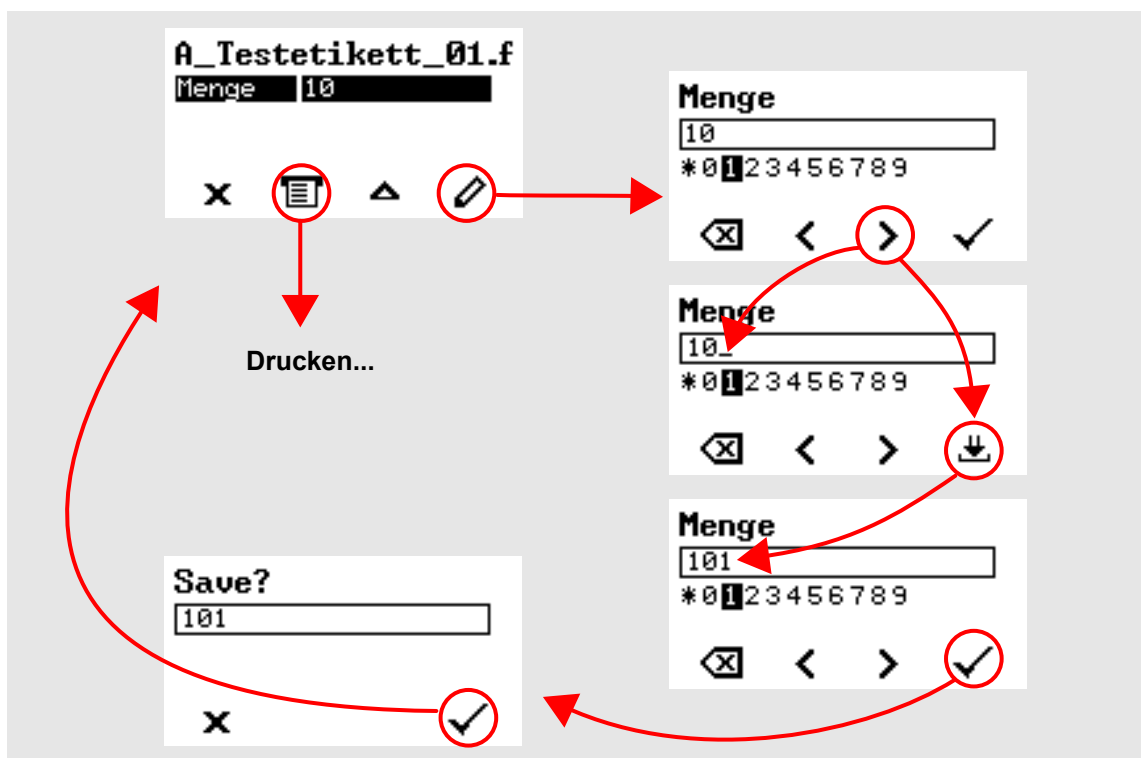 A_Testetikett_01.f
Menge 10
Drucken...
Menge
10
*0123456789
Menge
10_
*0123456789
Menge
101
*0123456789
Save?
101